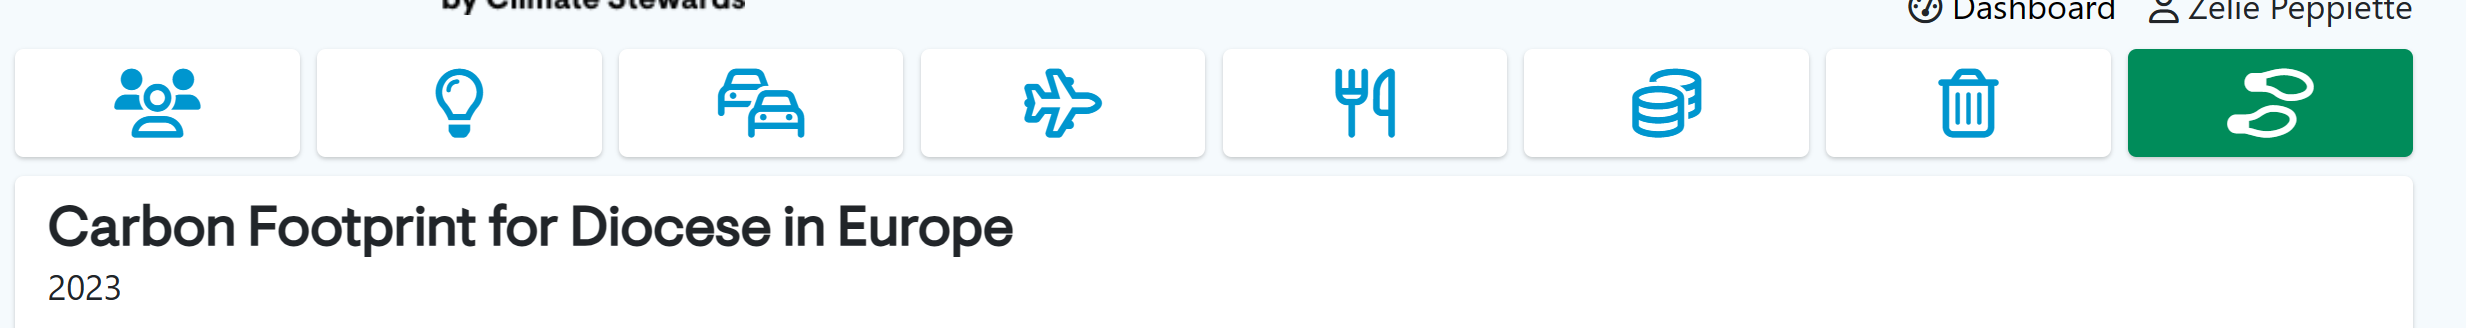 by Climate Stewards
Dashboard Zelie Peppiette
Carbon Footprint for Diocese in Europe
2023